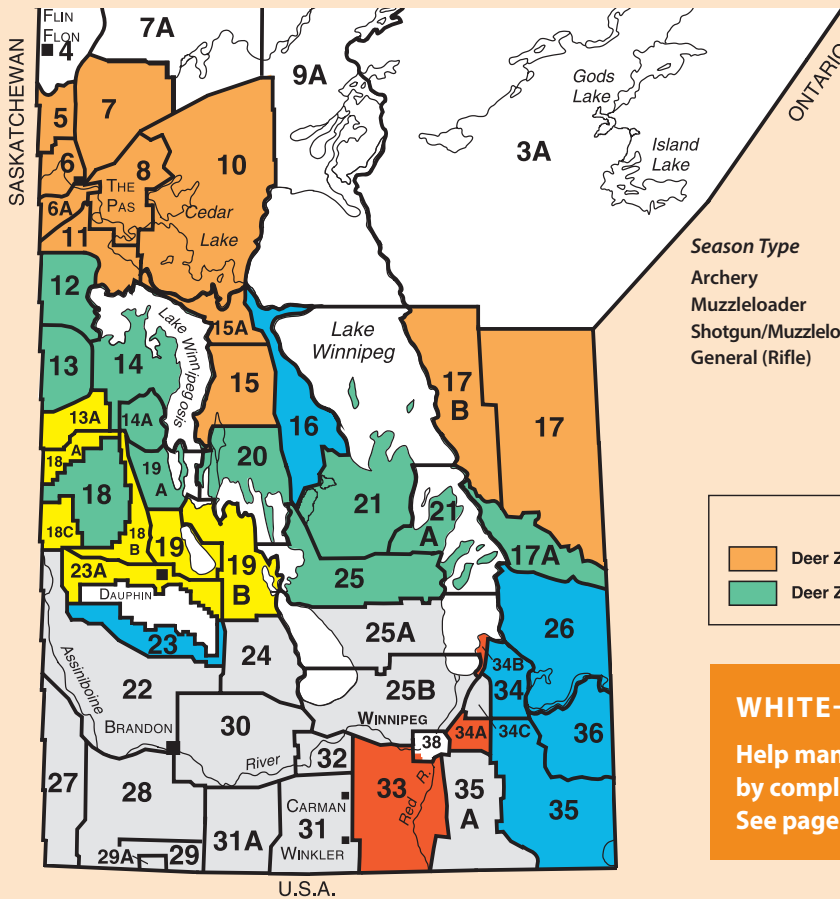 FLIN
FLON
4
7A
9A
Gods
Lake
ONTARIO
SASKATCHEWAN
5
7
3A
Island
Lake
6
8
10
THE
PAS
6A
Cedar
Lake
11
Season Type
Archery
Muzzleloader
Shotgun/Muzzlelo
General (Rifle)
12
15A
Lake
Winnipeg
Lake Winnipegosis
13
14
15
17
B
17
13A
14A
16
18
A
19
A
20
18
21
21
A
18C
18
B
19
19
B
17A
23A
25
Deer Z
Deer Z
DAUPHIN
26
23
25A
24
34B
Assiniboine
22
25B
34
WHITE-
BRANDON
30
WINNIPEG
34A
34C
36
38
Help man
by compl
See page
River
32
27
28
33
Red R.
35
A
35
CARMAN
31
WINKLER
31A
29A
29
U.S.A.